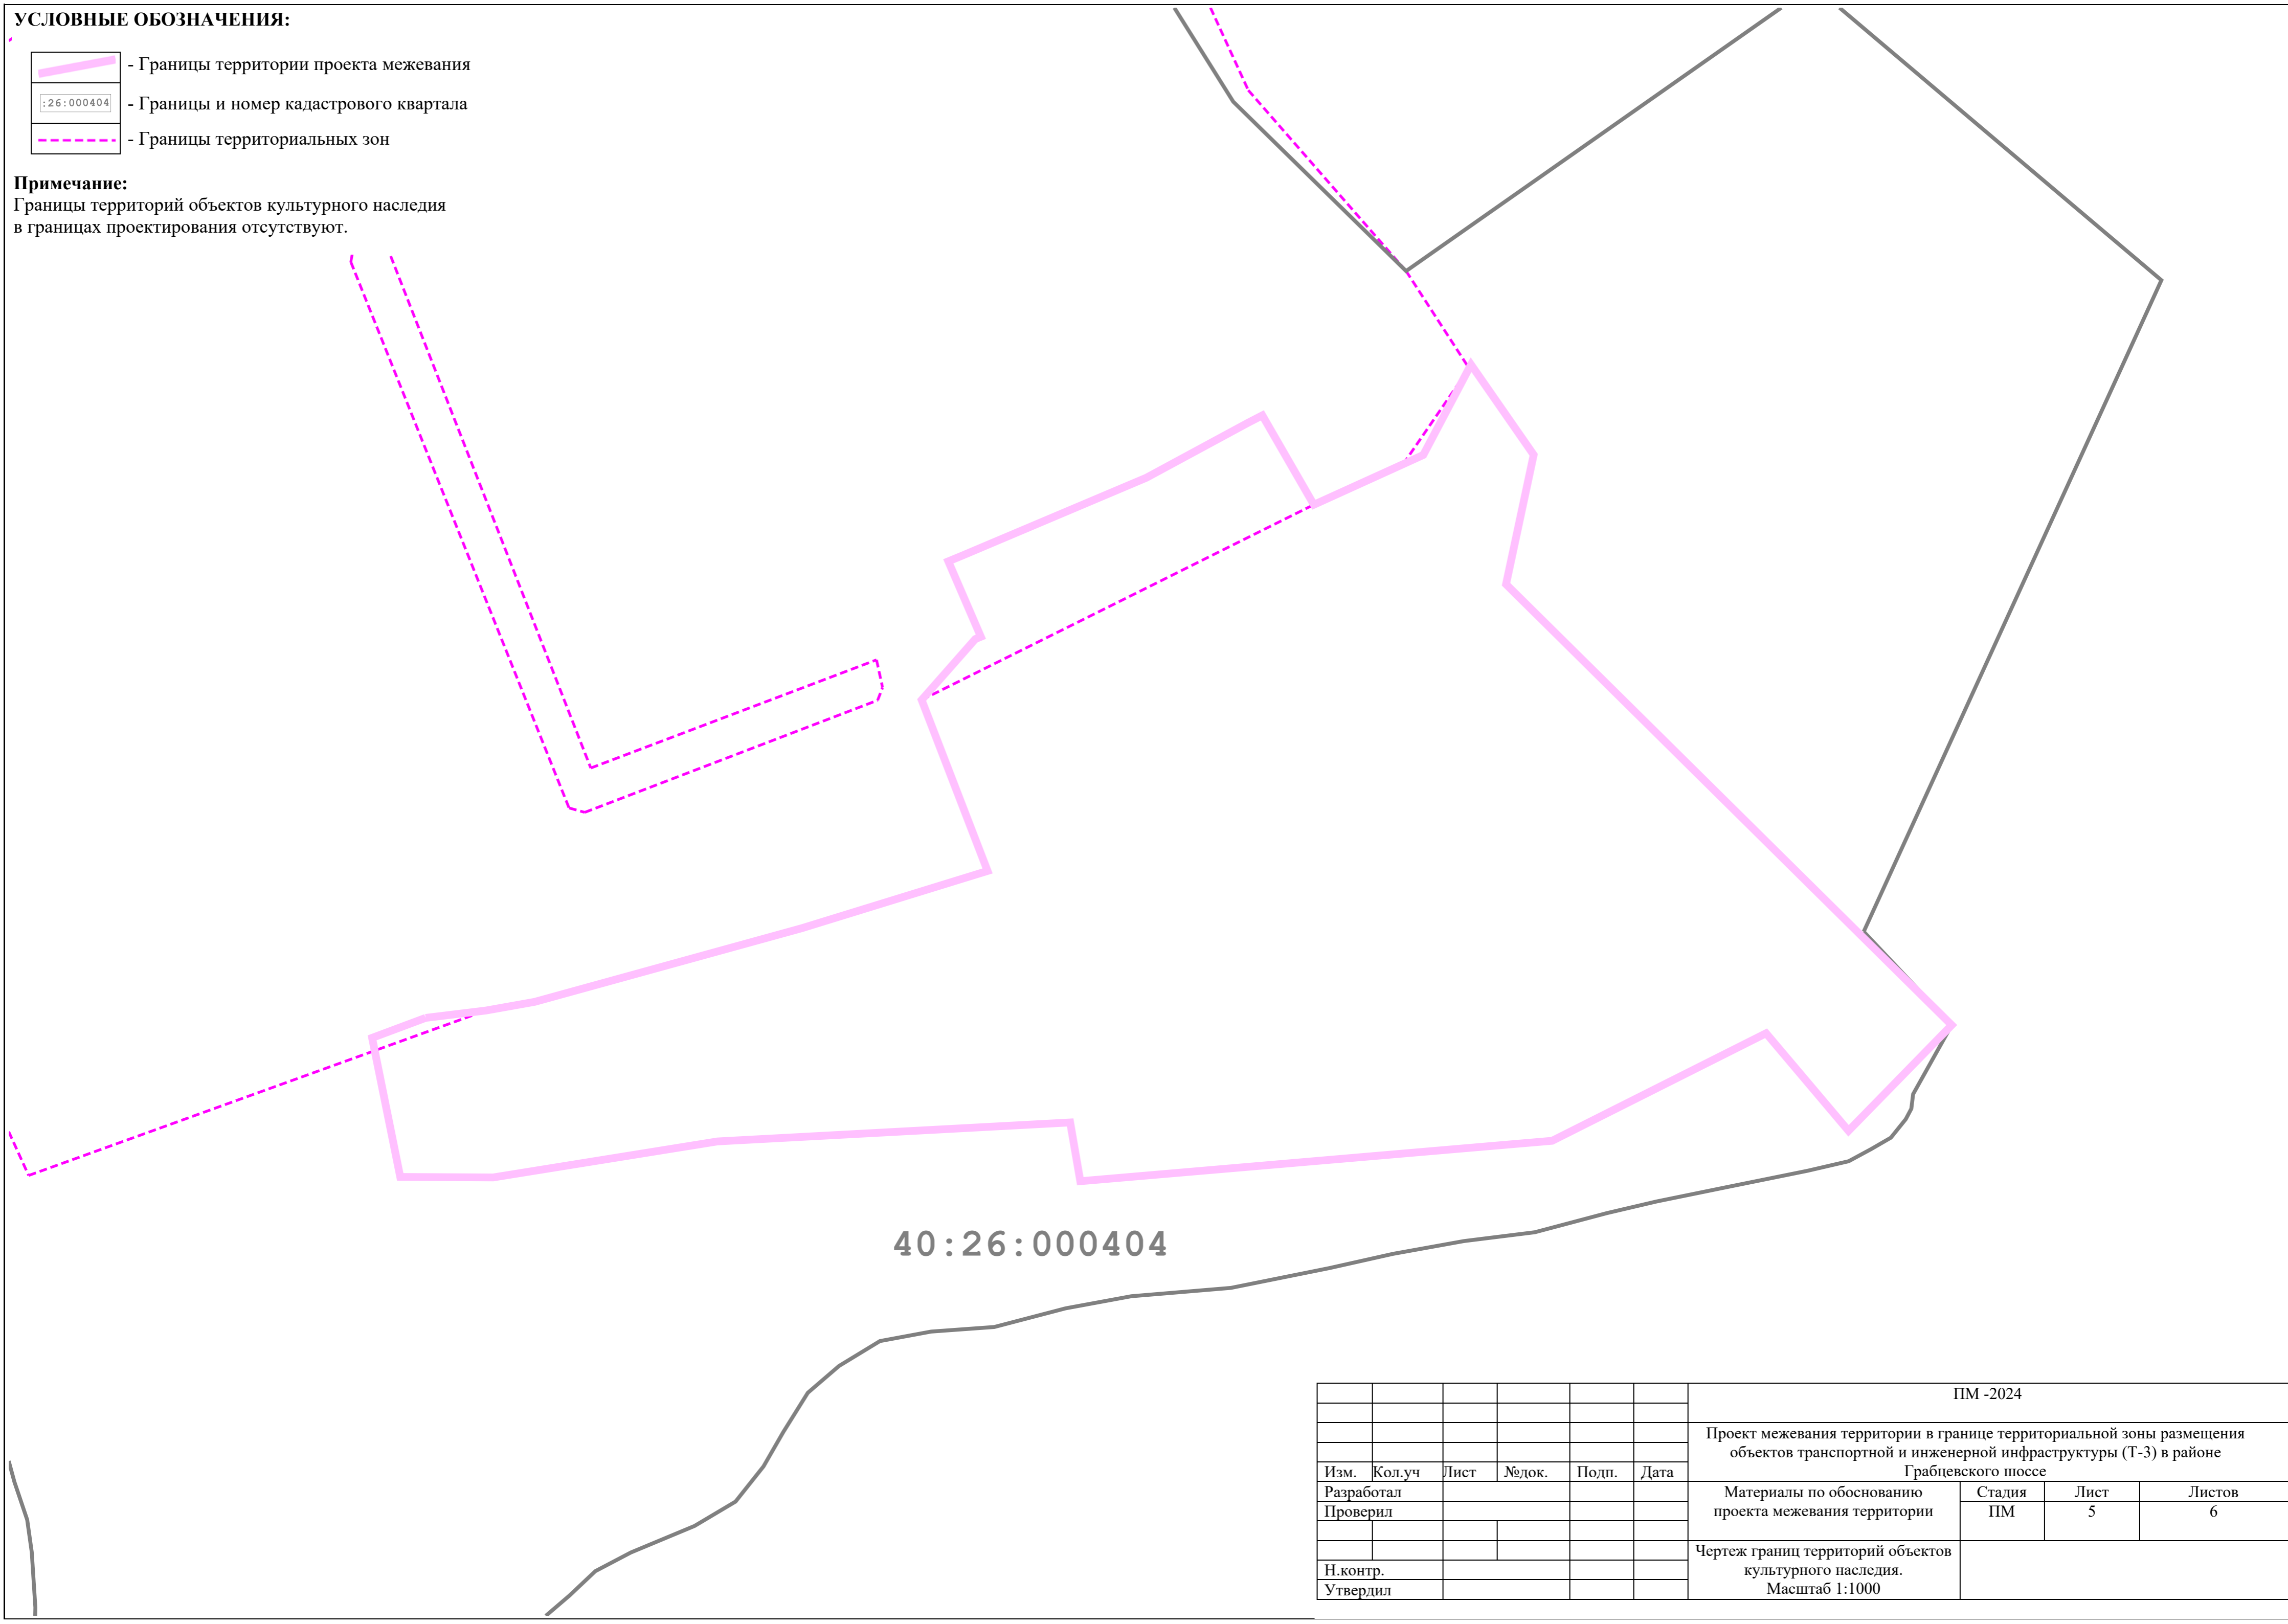 УСЛОВНЫЕ ОБОЗНАЧЕНИЯ:
- Границы территории проекта межевания
:26:000404
- Границы и номер кадастрового квартала
- Границы территориальных зон
Примечание:
Границы территорий объектов культурного наследия
в границах проектирования отсутствуют.
40:26:000404
ПМ -2024
Проект межевания территории в границе территориальной зоны размещения
объектов транспортной и инженерной инфраструктуры (Т-3) в районе
Грабцевского шоссе
Изм. Кол.уч Лист №док. Подп. Дата
Разработал
Проверил
Н.контр.
Утвердил
Материалы по обоснованию
проекта межевания территории
Стадия Лист Листов
ПМ 5 6
Чертеж границ территорий объектов
культурного наследия.
Масштаб 1:1000